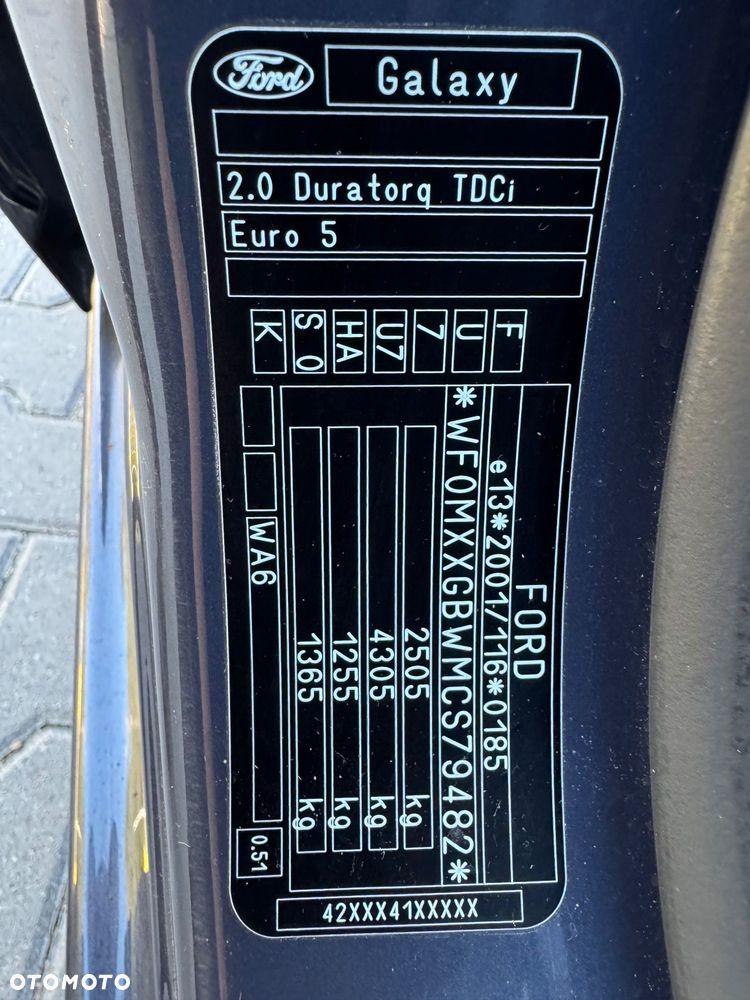 Ford
Galaxy
2.0 Duratorq TDCi
Euro 5
F
U
7
U7
HA
S 0
K
FORD
e13*2001/116*0185
*WF0MXXGBWMCS79482*
2505 kg
4305 kg
1255 kg
1365 kg
WA6
0.51
42XXX41XXXXX
OTOMOTO